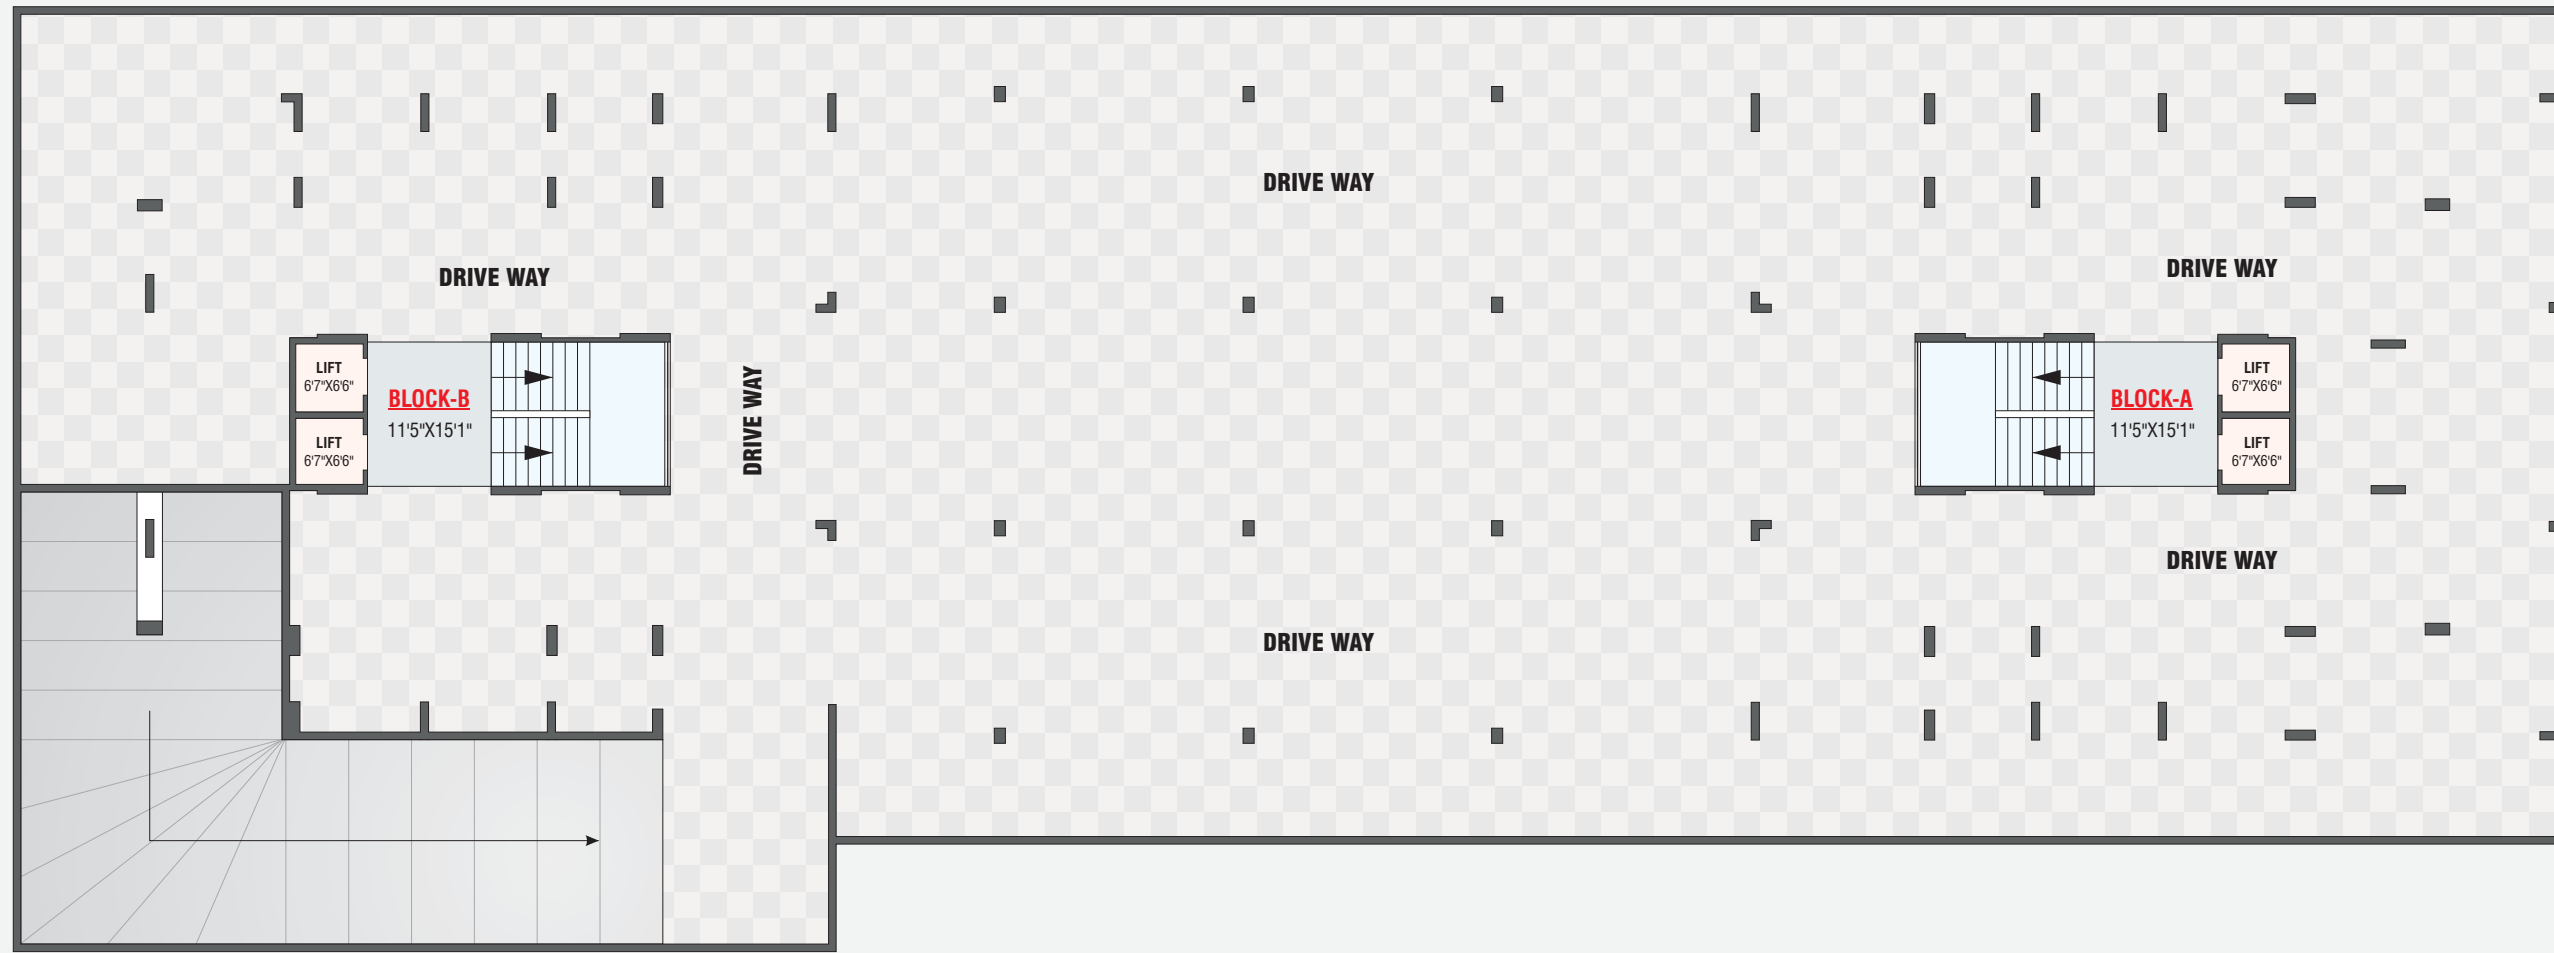 DRIVE WAY
DRIVE WAY
DRIVE WAY
LIFT
6'7"X6'6"
BLOCK-B
11'5"X15'1"
LIFT
6'7"X6'6"
DRIVE WAY
BLOCK-A
11'5"X15'1"
LIFT
6'7"X6'6"
LIFT
6'7"X6'6"
DRIVE WAY
DRIVE WAY